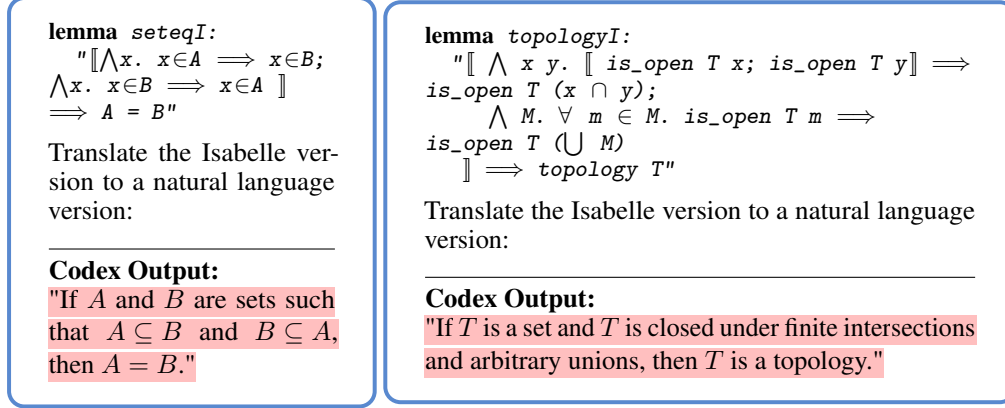 lemma seteqI:
"⟦⋀x. x∈A ⟹ x∈B;
⋀x. x∈B ⟹ x∈A ⟧
⟹ A = B"
Translate the Isabelle ver-
sion to a natural language
version:
Codex Output:
"If A and B are sets such
that A ⊆ B and B ⊆ A,
then A = B."
lemma topologyI:
"⟦ ⋀ x y. ⟦ is_open T x; is_open T y⟧ ⟹
is_open T (x ∩ y);
⋀ M. ∀ m ∈ M. is_open T m ⟹
is_open T (⋃ M)
⟧ ⟹ topology T"
Translate the Isabelle version to a natural language
version:
Codex Output:
"If T is a set and T is closed under finite intersections
and arbitrary unions, then T is a topology."